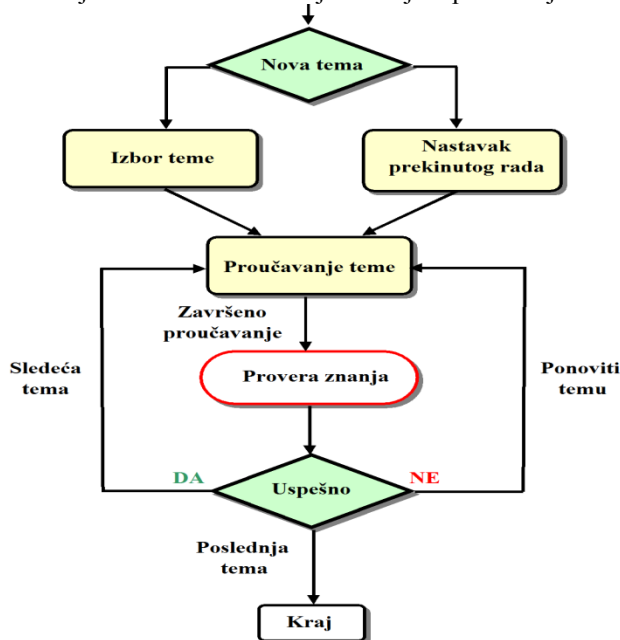 Nova tema
Izbor teme
Nastavak
prekinutog rada
Proučavanje teme
Završeno
proučavanje
Sledeća
tema
Provera znanja
Ponoviti
temu
DA
Uspešno
NE
Poslednja
tema
Kraj